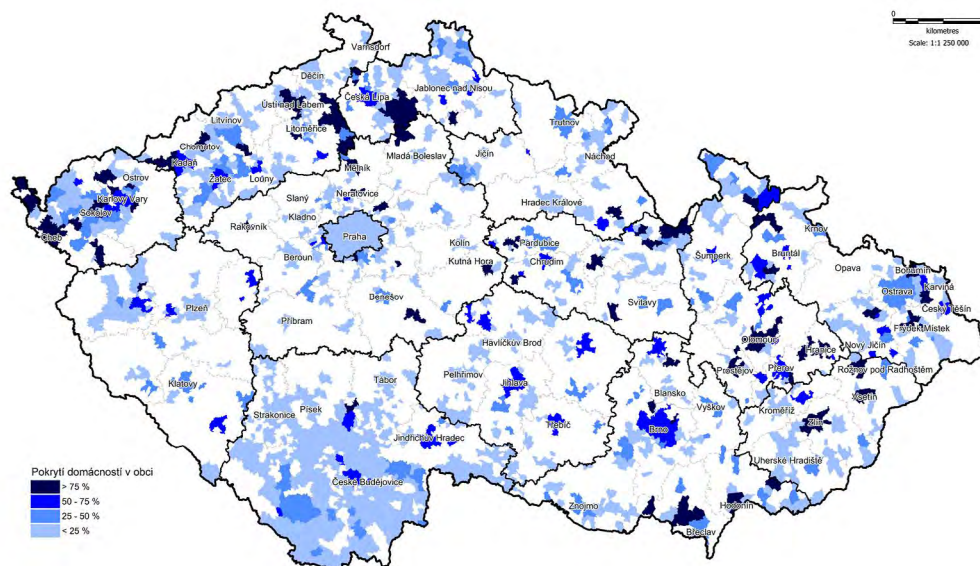 0
kilometres
Scale: 1:1 250 000
Varnsdorf
Děčín
Česká Lípa
Jablonec nad Nisou
Ústí nad Labem
Litvínov
Litoměřice
Trutnov
Chomutov
Mladá Boleslav
Jičín
Náchod
Kadaň
Mělník
Ostrov
Žatec
Louny
Karlovy Vary
Neratovice
Slaný
Hradec Králové
Sokolov
Kladno
Rakovník
Praha
Cheb
Krnov
Kolín
Pardubice
Beroun
Kutná Hora
Chrudim
Šumperk
Bruntál
Opava
Bohumín
Karviná
Ostrava
Svitavy
Plzeň
Český Těšín
Příbram
Frýdek-Místek
Olomouc
Havlíčkův Brod
Hranice
Nový Jičín
Prostějov
Přerov
Rožnov pod Radhoštěm
Pelhřimov
Jihlava
Klatovy
Tábor
Blansko
Vsetín
Písek
Vyškov
Kroměříž
Strakonice
Třebíč
Zlín
Brno
Jindřichův Hradec
Uherské Hradiště
České Budějovice
Hodonín
Znojmo
Břeclav
Pokrytí domácností v obci
> 75 %
50 - 75 %
25 - 50 %
< 25 %